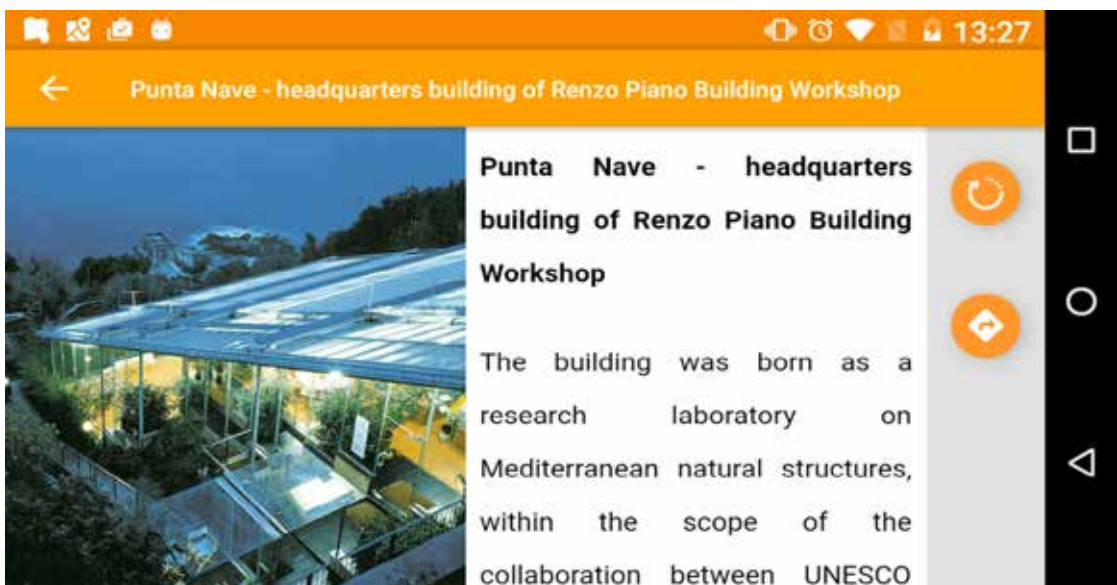 13:27
Punta Nave - headquarters building of Renzo Piano Building Workshop
Punta Nave - headquarters
building of Renzo Piano Building
Workshop
The building was born as a
research laboratory on
Mediterranean natural structures,
within the scope of the
collaboration between UNESCO